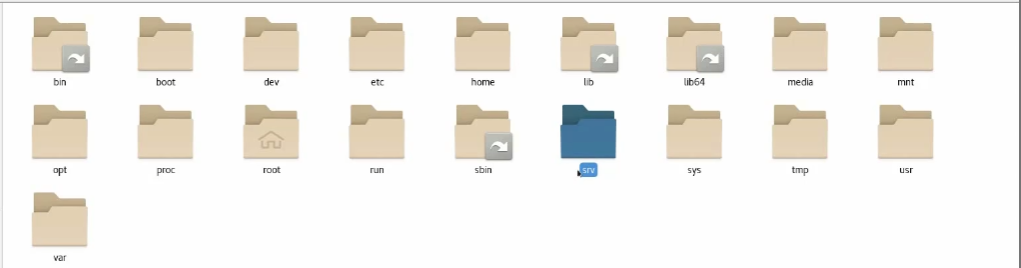 bin boot dev etc home lib lib64 media mnt
opt proc root run sbin srv sys tmp usr
var